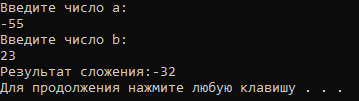 Введите число a:
-55
Введите число b:
23
Результат сложения:-32
Для продолжения нажмите любую клавишу . . .